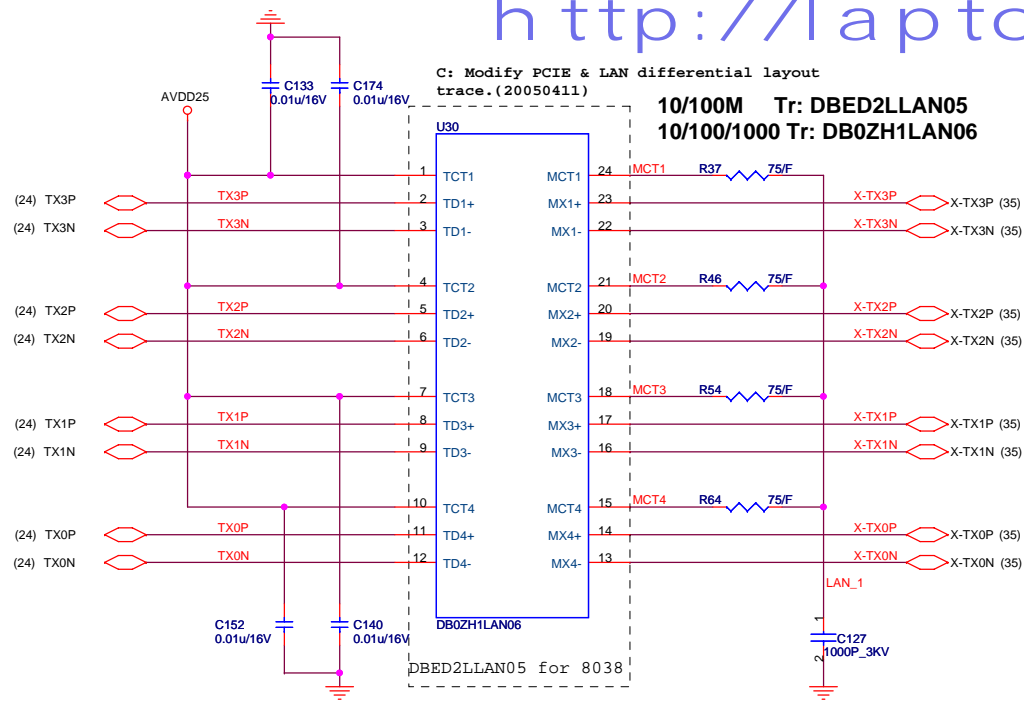 http://lapto
C: Modify PCIE & LAN differential layout
trace.(20050411)
10/100M Tr: DBED2LLAN05
10/100/1000 Tr: DB0ZH1LAN06
C133
0.01u/16V
C174
0.01u/16V
AVDD25
U30
1 TCT1 MCT1 24 MCT1 R37 75/F
(24) TX3P TX3P 2 TD1+ MX1+ 23 X-TX3P X-TX3P (35)
(24) TX3N TX3N 3 TD1- MX1- 22 X-TX3N X-TX3N (35)
4 TCT2 MCT2 21 MCT2 R46 75/F
(24) TX2P TX2P 5 TD2+ MX2+ 20 X-TX2P X-TX2P (35)
(24) TX2N TX2N 6 TD2- MX2- 19 X-TX2N X-TX2N (35)
7 TCT3 MCT3 18 MCT3 R54 75/F
(24) TX1P TX1P 8 TD3+ MX3+ 17 X-TX1P X-TX1P (35)
(24) TX1N TX1N 9 TD3- MX3- 16 X-TX1N X-TX1N (35)
10 TCT4 MCT4 15 MCT4 R64 75/F
(24) TX0P TX0P 11 TD4+ MX4+ 14 X-TX0P X-TX0P (35)
(24) TX0N TX0N 12 TD4- MX4- 13 X-TX0N X-TX0N (35)
LAN_1
C152
0.01u/16V
C140
0.01u/16V
DB0ZH1LAN06
1
C127
1000P_3KV
2
DBED2LLAN05 for 8038